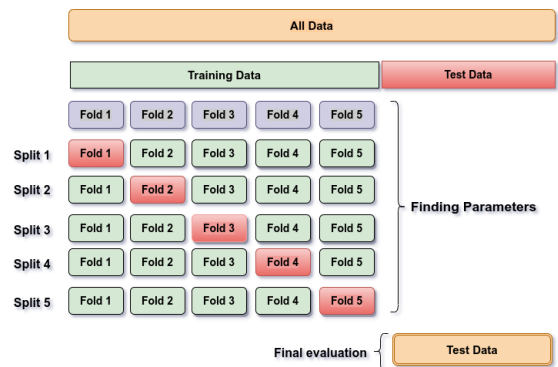 All Data
Training Data Test Data
Fold 1 Fold 2 Fold 3 Fold 4 Fold 5
Split 1 Fold 1 Fold 2 Fold 3 Fold 4 Fold 5
Split 2 Fold 1 Fold 2 Fold 3 Fold 4 Fold 5
Finding Parameters
Split 3 Fold 1 Fold 2 Fold 3 Fold 4 Fold 5
Split 4 Fold 1 Fold 2 Fold 3 Fold 4 Fold 5
Split 5 Fold 1 Fold 2 Fold 3 Fold 4 Fold 5
Final evaluation Test Data